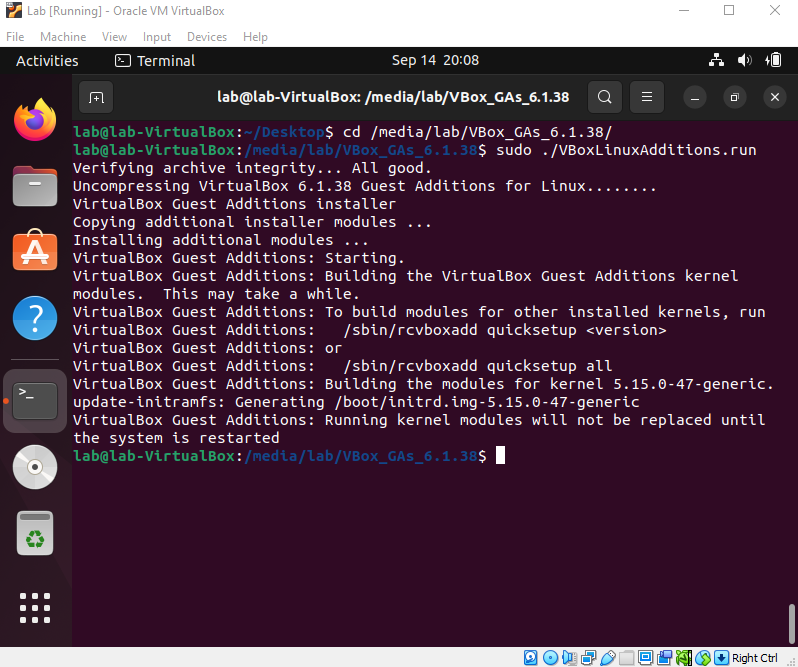 Lab [Running] - Oracle VM VirtualBox
File Machine View Input Devices Help
Activities Terminal Sep 14 20:08
lab@lab-VirtualBox: /media/lab/VBox_GAs_6.1.38
lab@lab-VirtualBox:~/Desktop$ cd /media/lab/VBox_GAs_6.1.38/
lab@lab-VirtualBox:/media/lab/VBox_GAs_6.1.38$ sudo ./VBoxLinuxAdditions.run
Verifying archive integrity... All good.
Uncompressing VirtualBox 6.1.38 Guest Additions for Linux........
VirtualBox Guest Additions installer
Copying additional installer modules ...
Installing additional modules ...
VirtualBox Guest Additions: Starting.
VirtualBox Guest Additions: Building the VirtualBox Guest Additions kernel
modules.  This may take a while.
VirtualBox Guest Additions: To build modules for other installed kernels, run
VirtualBox Guest Additions:   /sbin/rcvboxadd quicksetup <version>
VirtualBox Guest Additions: or
VirtualBox Guest Additions:   /sbin/rcvboxadd quicksetup all
VirtualBox Guest Additions: Building the modules for kernel 5.15.0-47-generic.
update-initramfs: Generating /boot/initrd.img-5.15.0-47-generic
VirtualBox Guest Additions: Running kernel modules will not be replaced until
the system is restarted
lab@lab-VirtualBox:/media/lab/VBox_GAs_6.1.38$
Right Ctrl